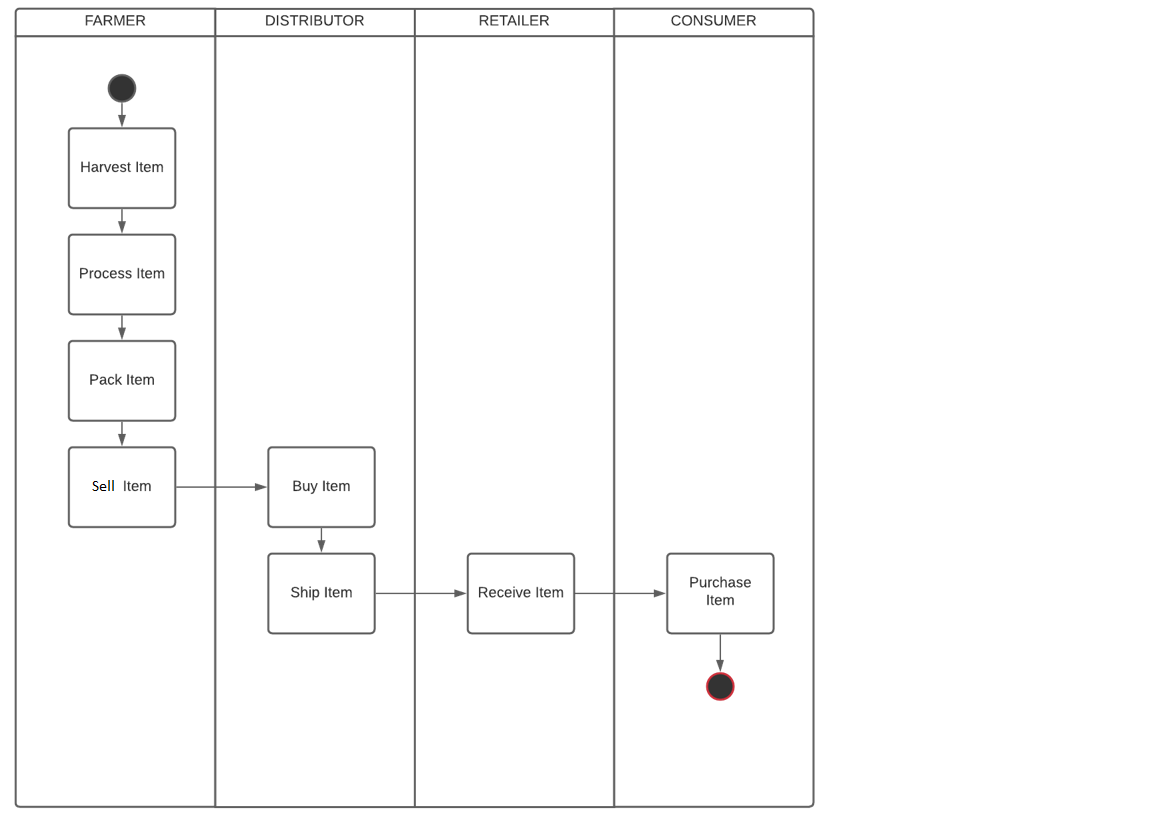 FARMER
DISTRIBUTOR
RETAILER
CONSUMER
Harvest Item
Process Item
Pack Item
Sell Item
Buy Item
Ship Item
Receive Item
Purchase
Item